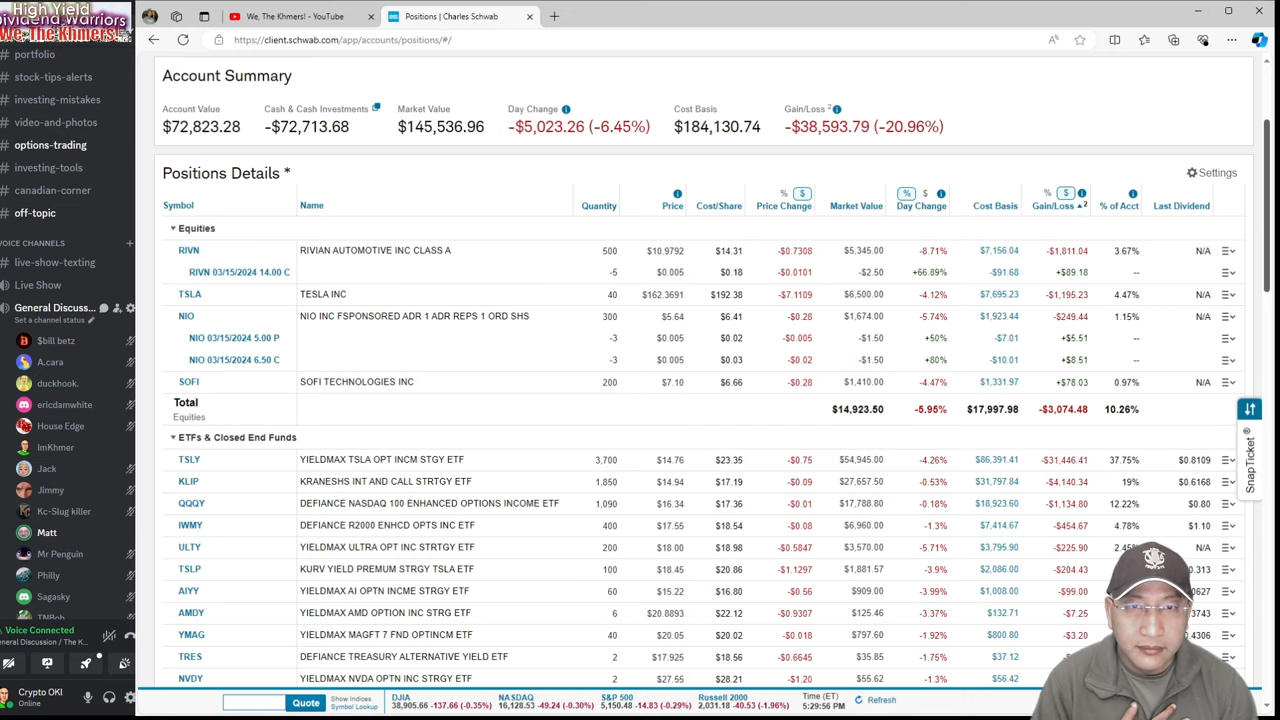 High Yield
Dividend Warriors
We The Khmers!
portfolio
# stock-tips-alerts
# investing-mistakes
# video-and-photos
# options-trading
# investing-tools
# canadian-corner
# off-topic
VOICE CHANNELS +
live-show-texting
Live Show
General Discuss...
Set a channel status
$bill betz
A.cara
duckhook.
ericdamwhite
House Edge
ImKhmer
Jack
Jimmy
Kc-Slug killer
Matt
Mr Penguin
Philly
Sagasky
TNBob
Voice Connected
General Discussion / The K...
Crypto OKI
Online
We, The Khmers! - YouTube
Positions | Charles Schwab
https://client.schwab.com/app/accounts/positions/#/
Account Summary
Account Value Cash & Cash Investments Market Value Day Change Cost Basis Gain/Loss 2
$72,823.28 -$72,713.68 $145,536.96 -$5,023.26 (-6.45%) $184,130.74 -$38,593.79 (-20.96%)
Positions Details * Settings
% $ % $ % $
Symbol Name Quantity Price Cost/Share Price Change Market Value Day Change Cost Basis Gain/Loss ▲2 % of Acct Last Dividend
Equities
RIVN RIVIAN AUTOMOTIVE INC CLASS A 500 $10.9792 $14.31 -$0.7308 $5,345.00 -8.71% $7,156.04 -$1,811.04 3.67% N/A
RIVN 03/15/2024 14.00 C -5 $0.005 $0.18 -$0.0101 -$2.50 +66.89% -$91.68 +$89.18 --
TSLA TESLA INC 40 $162.3691 $192.38 -$7.1109 $6,500.00 -4.12% $7,695.23 -$1,195.23 4.47% N/A
NIO NIO INC FSPONSORED ADR 1 ADR REPS 1 ORD SHS 300 $5.64 $6.41 -$0.28 $1,674.00 -5.74% $1,923.44 -$249.44 1.15% N/A
NIO 03/15/2024 5.00 P -3 $0.005 $0.02 -$0.005 -$1.50 +50% -$7.01 +$5.51 --
NIO 03/15/2024 6.50 C -3 $0.005 $0.03 -$0.02 -$1.50 +80% -$10.01 +$8.51 --
SOFI SOFI TECHNOLOGIES INC 200 $7.10 $6.66 -$0.28 $1,410.00 -4.47% $1,331.97 +$78.03 0.97% N/A
Total
Equities $14,923.50 -5.95% $17,997.98 -$3,074.48 10.26%
ETFs & Closed End Funds
TSLY YIELDMAX TSLA OPT INCM STGY ETF 3,700 $14.76 $23.35 -$0.75 $54,945.00 -4.26% $86,391.41 -$31,446.41 37.75% $0.8109
KLIP KRANESHS INT AND CALL STRTGY ETF 1,850 $14.94 $17.19 -$0.09 $27,657.50 -0.53% $31,797.84 -$4,140.34 19% $0.6168
QQQY DEFIANCE NASDAQ 100 ENHANCED OPTIONS INCOME ETF 1,090 $16.34 $17.36 -$0.01 $17,788.80 -0.18% $18,923.60 -$1,134.80 12.22% $0.80
IWMY DEFIANCE R2000 ENHCD OPTS INC ETF 400 $17.55 $18.54 -$0.08 $6,960.00 -1.3% $7,414.67 -$454.67 4.78% $1.10
ULTY YIELDMAX ULTRA OPT INC STRTGY ETF 200 $18.00 $18.98 -$0.5847 $3,570.00 -5.71% $3,795.90 -$225.90 2.45% N/A
TSLP KURV YIELD PREMUM STRGY TSLA ETF 100 $18.45 $20.86 -$1.1297 $1,881.57 -3.9% $2,086.00 -$204.43 0.313
AIYY YIELDMAX AI OPTN INCME STRGY ETF 60 $15.22 $16.80 -$0.56 $909.00 -3.99% $1,008.00 -$99.00 0627
AMDY YIELDMAX AMD OPTION INC STRG ETF 6 $20.8893 $22.12 -$0.9307 $125.46 -3.37% $132.71 -$7.25 3743
YMAG YIELDMAX MAGFT 7 FND OPTINCM ETF 40 $20.05 $20.02 -$0.018 $797.60 -1.92% $800.80 -$3.20 4306
TRES DEFIANCE TREASURY ALTERNATIVE YIELD ETF 2 $17.925 $18.56 -$0.6645 $35.85 -1.75% $37.12
NVDY YIELDMAX NVDA OPTN INC STRGY ETF 2 $27.55 $28.21 -$1.20 $55.62 -1.3% $56.42
SnapTicket®
Quote
Show Indices
Symbol Lookup
DJIA
38,905.66 -137.66 (-0.35%)
NASDAQ
16,128.53 -49.24 (-0.30%)
S&P 500
5,150.48 -14.83 (-0.29%)
Russell 2000
2,031.18 -40.53 (-1.96%)
Time (ET)
5:29:56 PM
Refresh